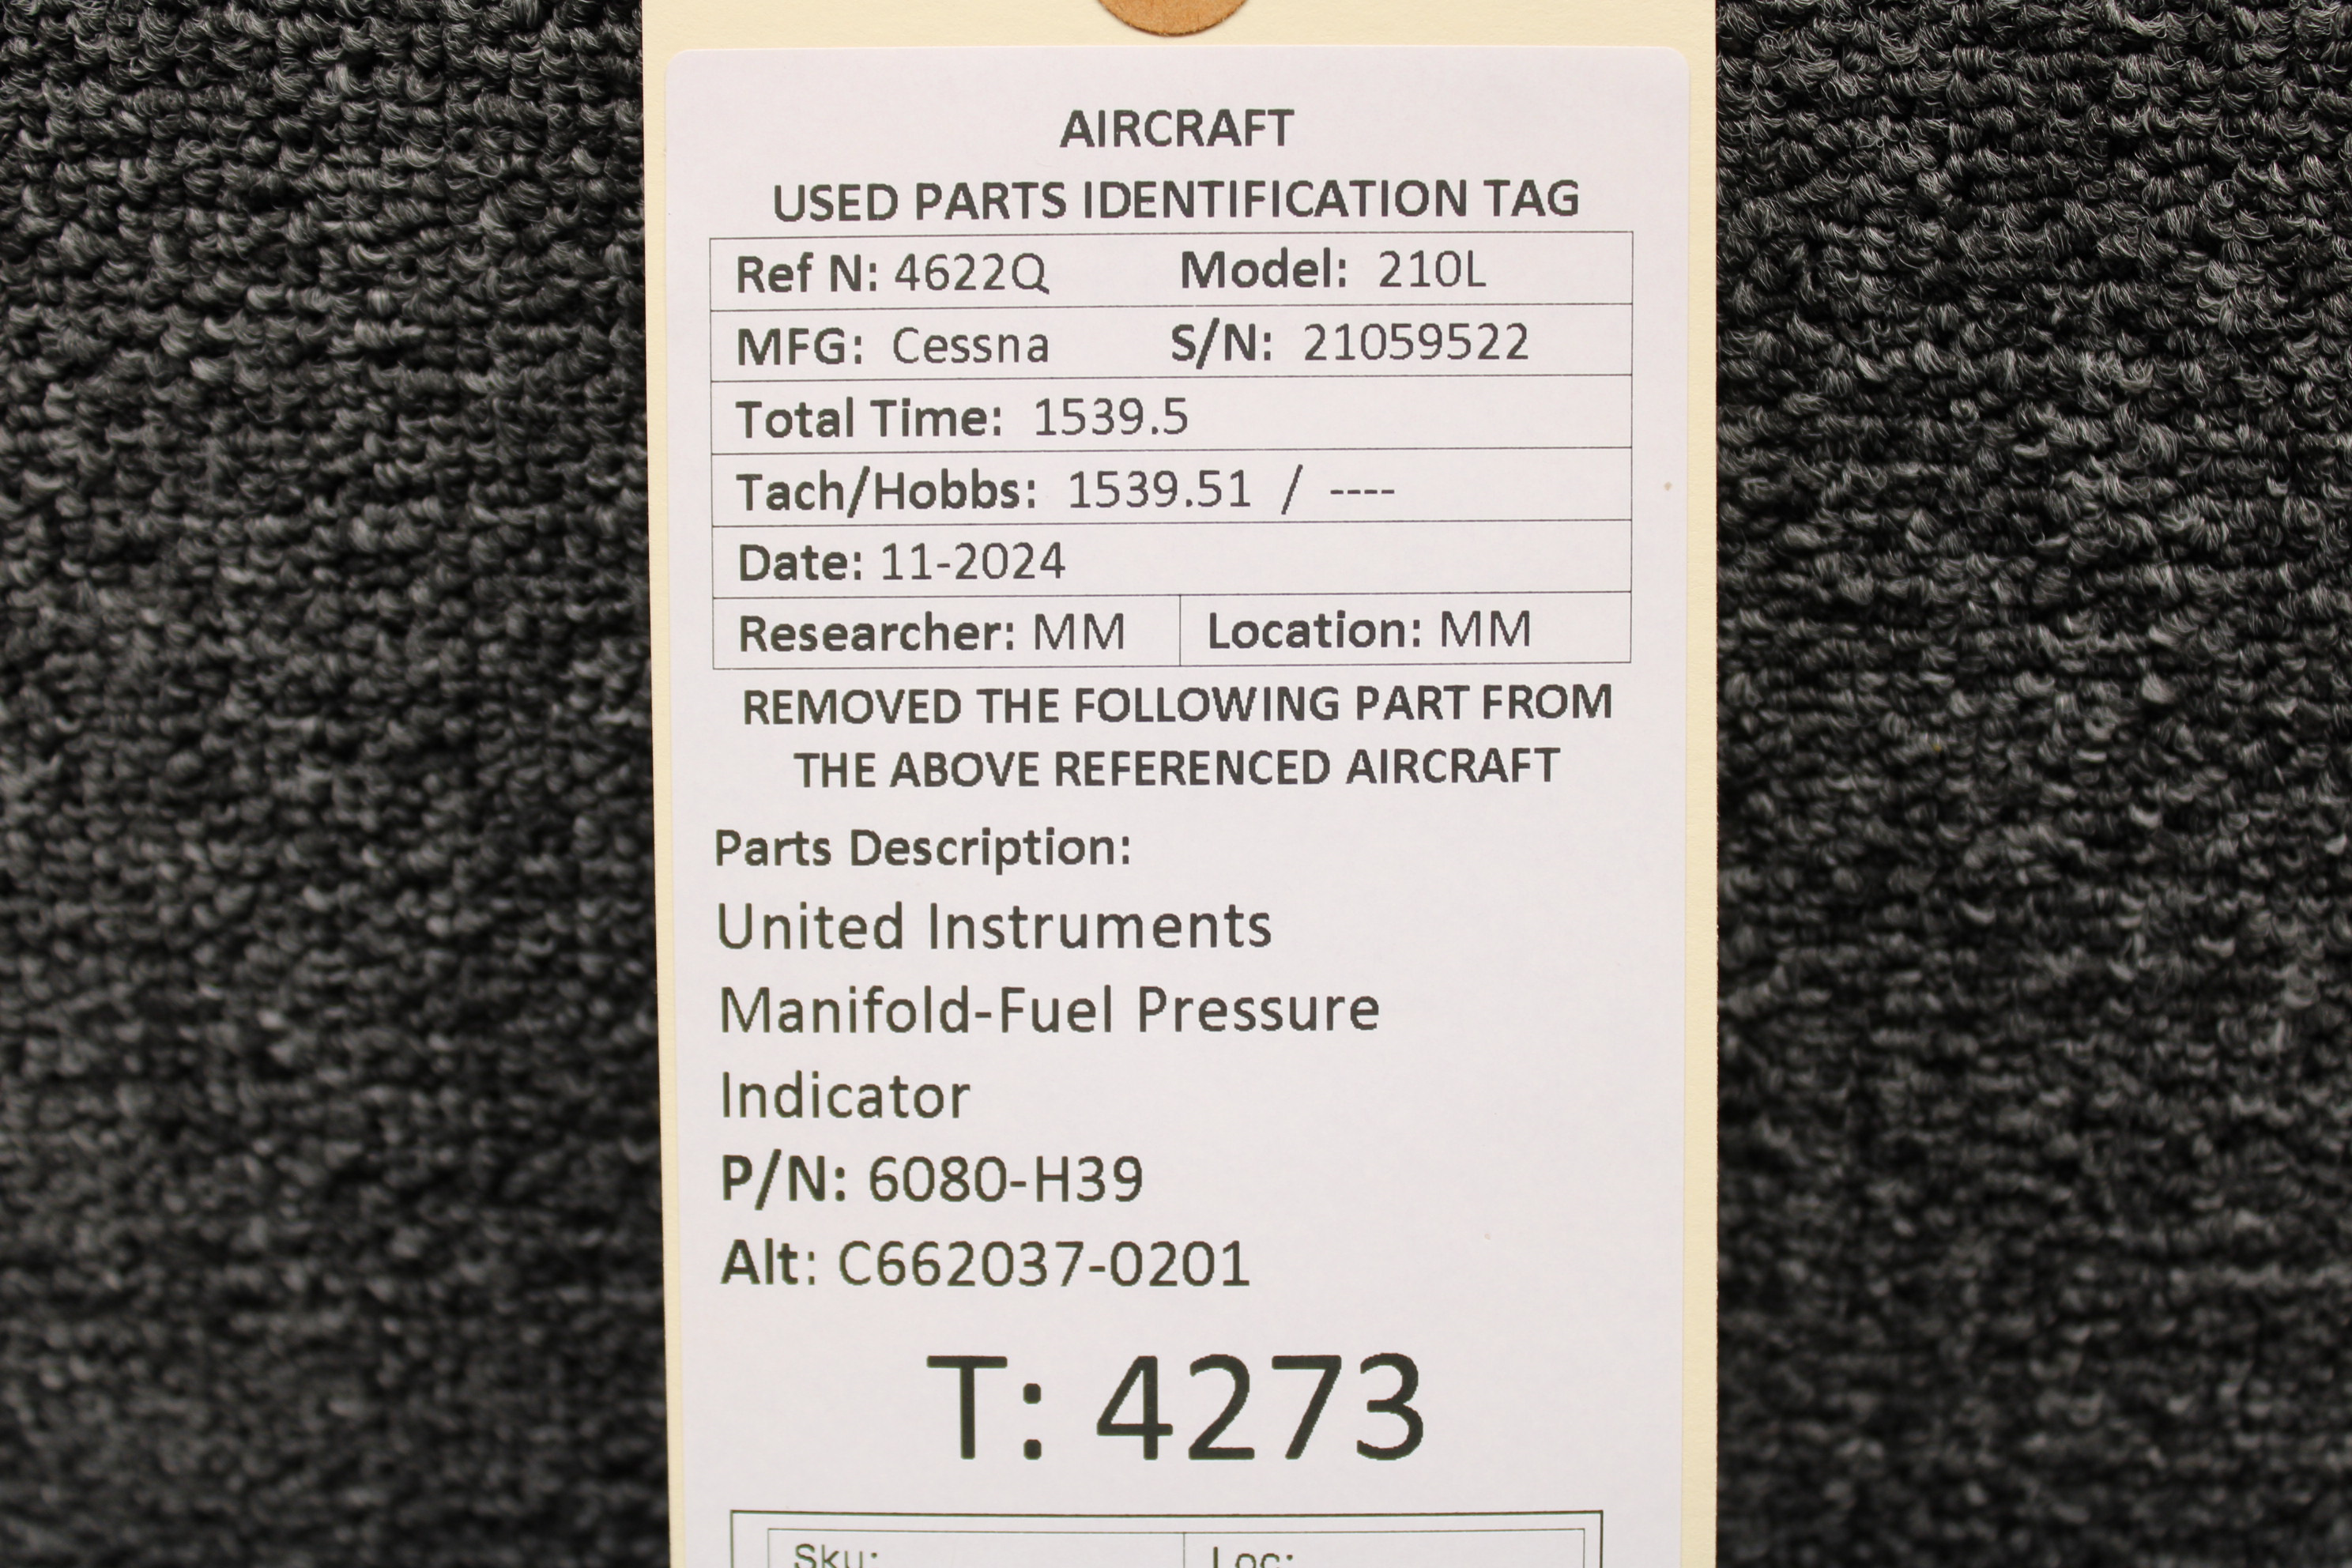 AIRCRAFT
USED PARTS IDENTIFICATION TAG
Ref N: 4622Q Model: 210L
MFG: Cessna S/N: 21059522
Total Time: 1539.5
Tach/Hobbs: 1539.51 / ----
Date: 11-2024
Researcher: MM Location: MM
REMOVED THE FOLLOWING PART FROM
THE ABOVE REFERENCED AIRCRAFT
Parts Description:
United Instruments
Manifold-Fuel Pressure
Indicator
P/N: 6080-H39
Alt: C662037-0201
T: 4273
Sku: Loc: